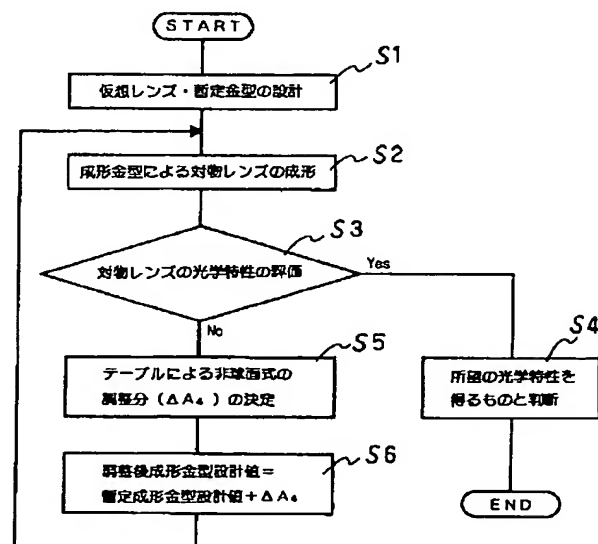 START
S1
仮想レンズ・暫定金型の設計
S2
成形金型による対物レンズの成形
S3
対物レンズの光学特性の評価
Yes
No
S4
所望の光学特性を
得るものと判断
S5
テーブルによる非球面式の
調整分（ΔA₄）の決定
S6
調整後成形金型設計値＝
暫定成形金型設計値＋ΔA₄
END